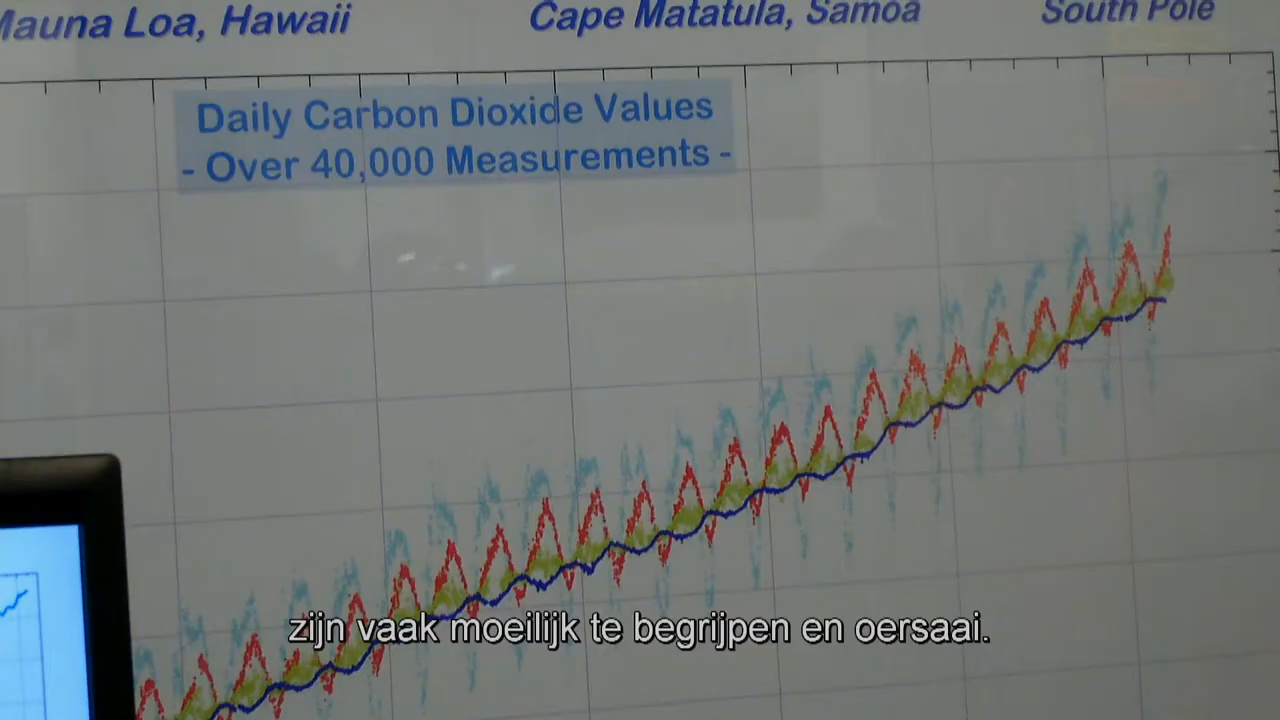 Mauna Loa, Hawaii Cape Matatula, Samoa South Pole
Daily Carbon Dioxide Values
- Over 40,000 Measurements -
zijn vaak moeilijk te begrijpen en oersaai.